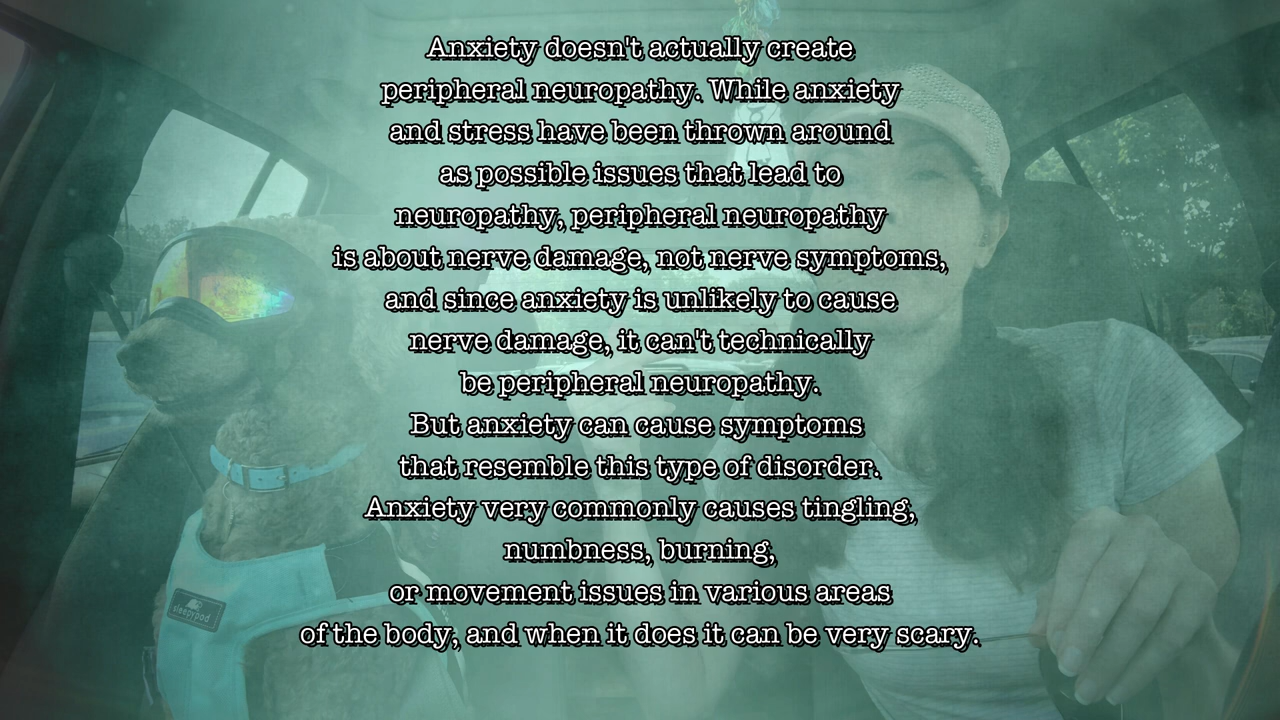 Anxiety doesn't actually create
peripheral neuropathy. While anxiety
and stress have been thrown around
as possible issues that lead to
neuropathy, peripheral neuropathy
is about nerve damage, not nerve symptoms,
and since anxiety is unlikely to cause
nerve damage, it can't technically
be peripheral neuropathy.
But anxiety can cause symptoms
that resemble this type of disorder.
Anxiety very commonly causes tingling,
numbness, burning,
or movement issues in various areas
of the body, and when it does it can be very scary.
sleepypod